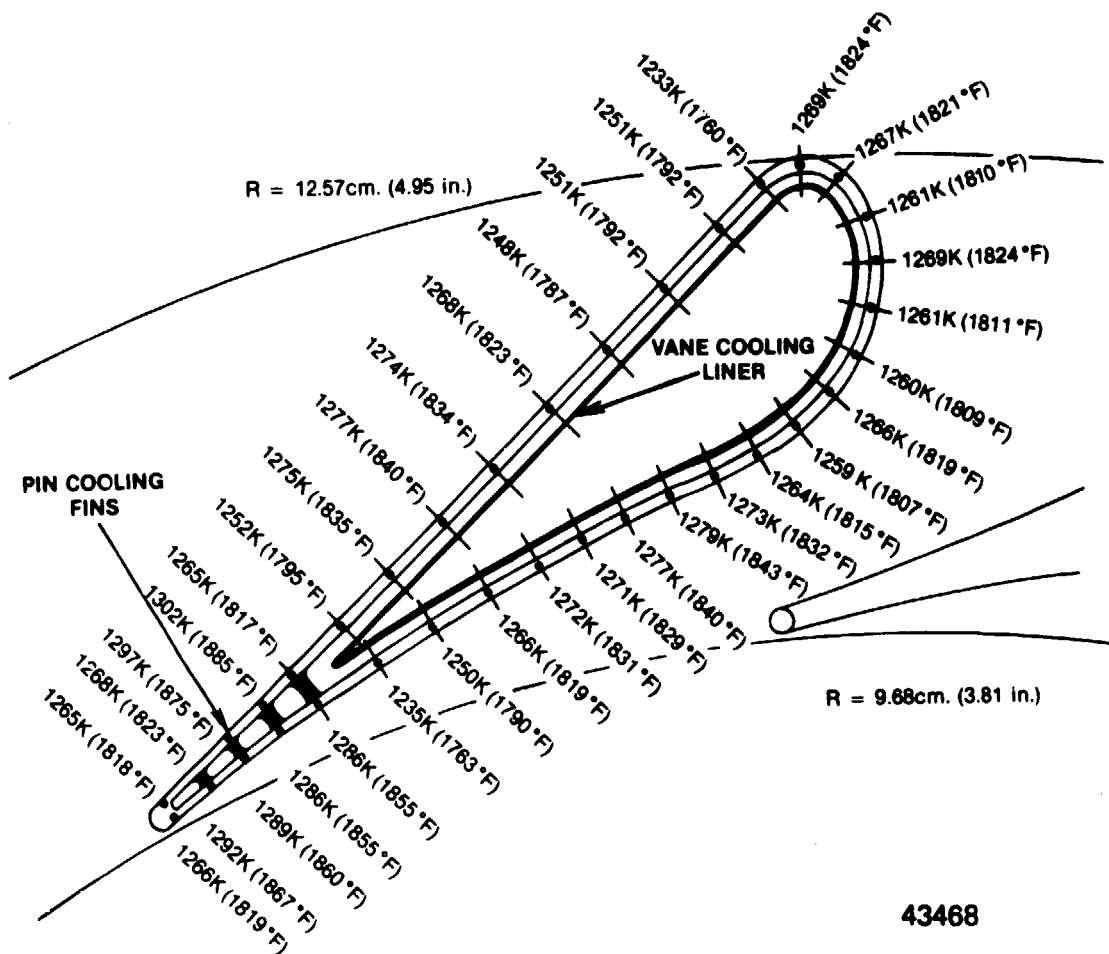 1269K (1824°F)
1233K (1760°F)
1267K (1821°F)
1251K (1792°F)
1261K (1810°F)
R = 12.57cm. (4.95 in.)
1251K (1792°F)
1248K (1787°F)
1269K (1824°F)
1268K (1823°F)
1261K (1811°F)
VANE COOLING
LINER
1274K (1834°F)
1260K (1809°F)
1277K (1840°F)
1266K (1819°F)
1275K (1835°F)
1259K (1807°F)
PIN COOLING
FINS
1264K (1815°F)
1252K (1795°F)
1273K (1832°F)
1265K (1817°F)
1279K (1843°F)
1302K (1885°F)
1277K (1840°F)
1297K (1875°F)
1271K (1829°F)
1268K (1823°F)
1272K (1831°F)
1265K (1818°F)
1266K (1819°F)
1250K (1790°F)
R = 9.68cm. (3.81 in.)
1235K (1763°F)
1286K (1855°F)
1286K (1855°F)
1289K (1860°F)
1292K (1867°F)
1266K (1819°F)
43468